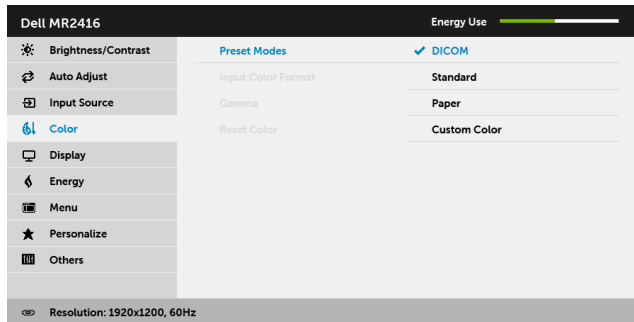 Dell MR2416 Energy Use
Brightness/Contrast Preset Modes DICOM
Auto Adjust Input Color Format Standard
Input Source Gamma Paper
Color Reset Color Custom Color
Display
Energy
Menu
Personalize
Others
Resolution: 1920x1200, 60Hz